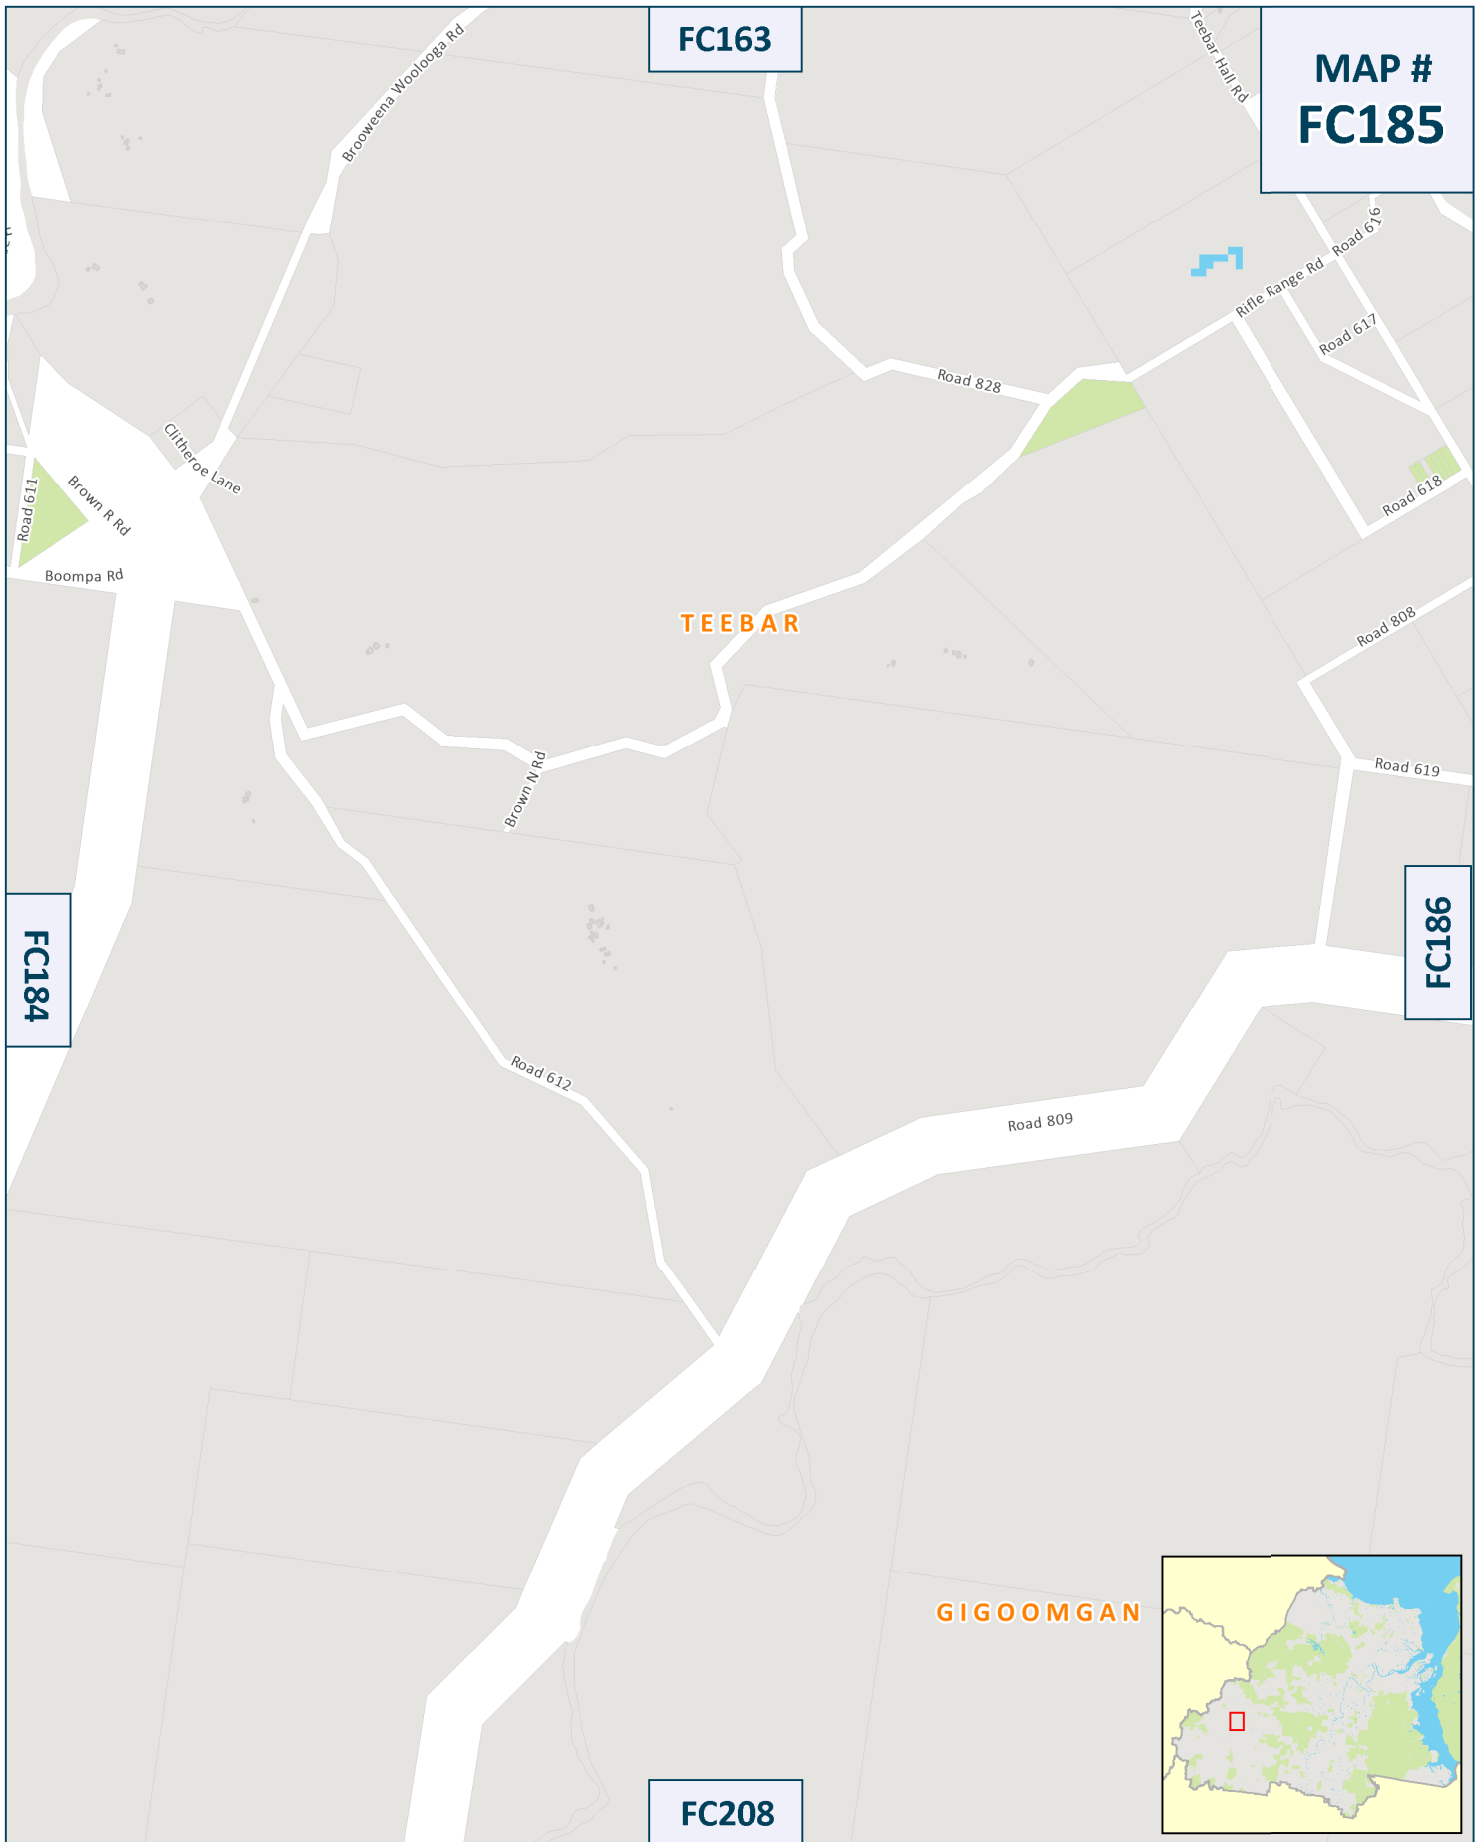 FC163
MAP #
FC185
Teebar Hall Rd
Brooweena Woolooga Rd
Road 616
Rifle Range Rd
Road 617
Road 828
Clitheroe Lane
Brown R Rd
Road 611
Road 618
Boompa Rd
TEEBAR
Road 808
Brown N Rd
Road 619
FC184
FC186
Road 612
Road 809
GIGOOMGAN
FC208